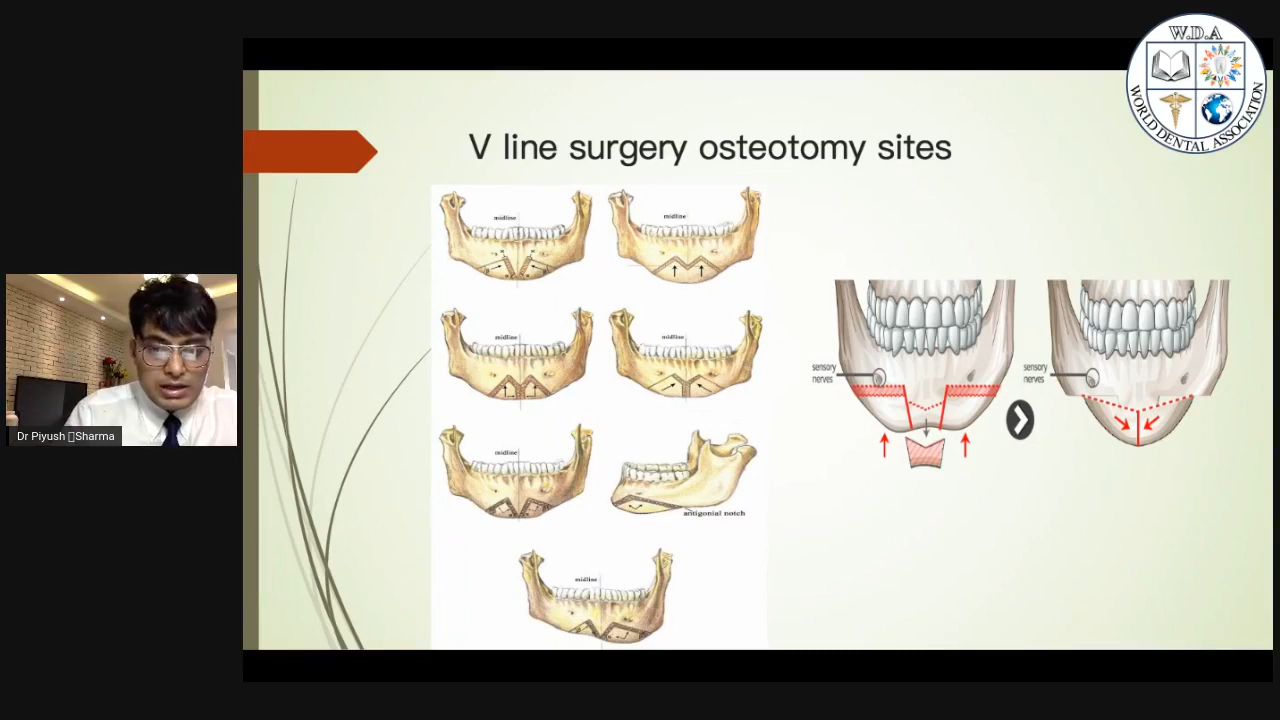 W.D.A
WORLD DENTAL ASSOCIATION
V line surgery osteotomy sites
midline
midline
midline
midline
midline
antigonial notch
midline
sensory
nerves
sensory
nerves
Dr Piyush Sharma